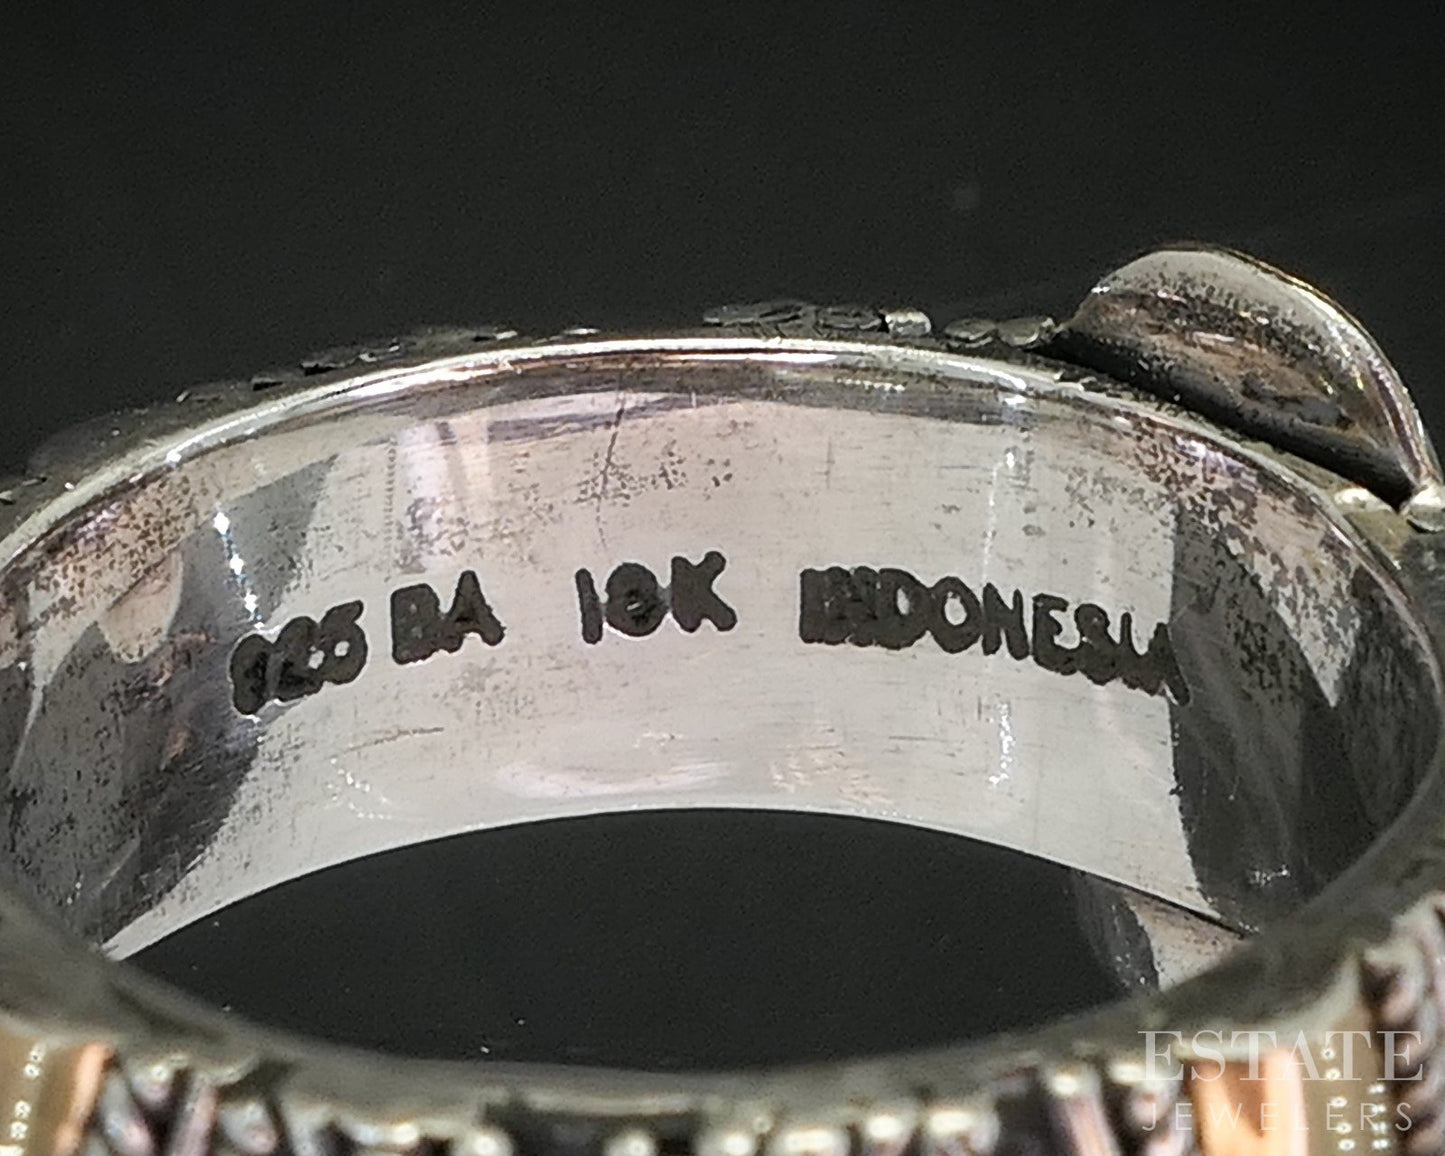 925 BA 18K INDONESIA
ESTATE
JEWELERS